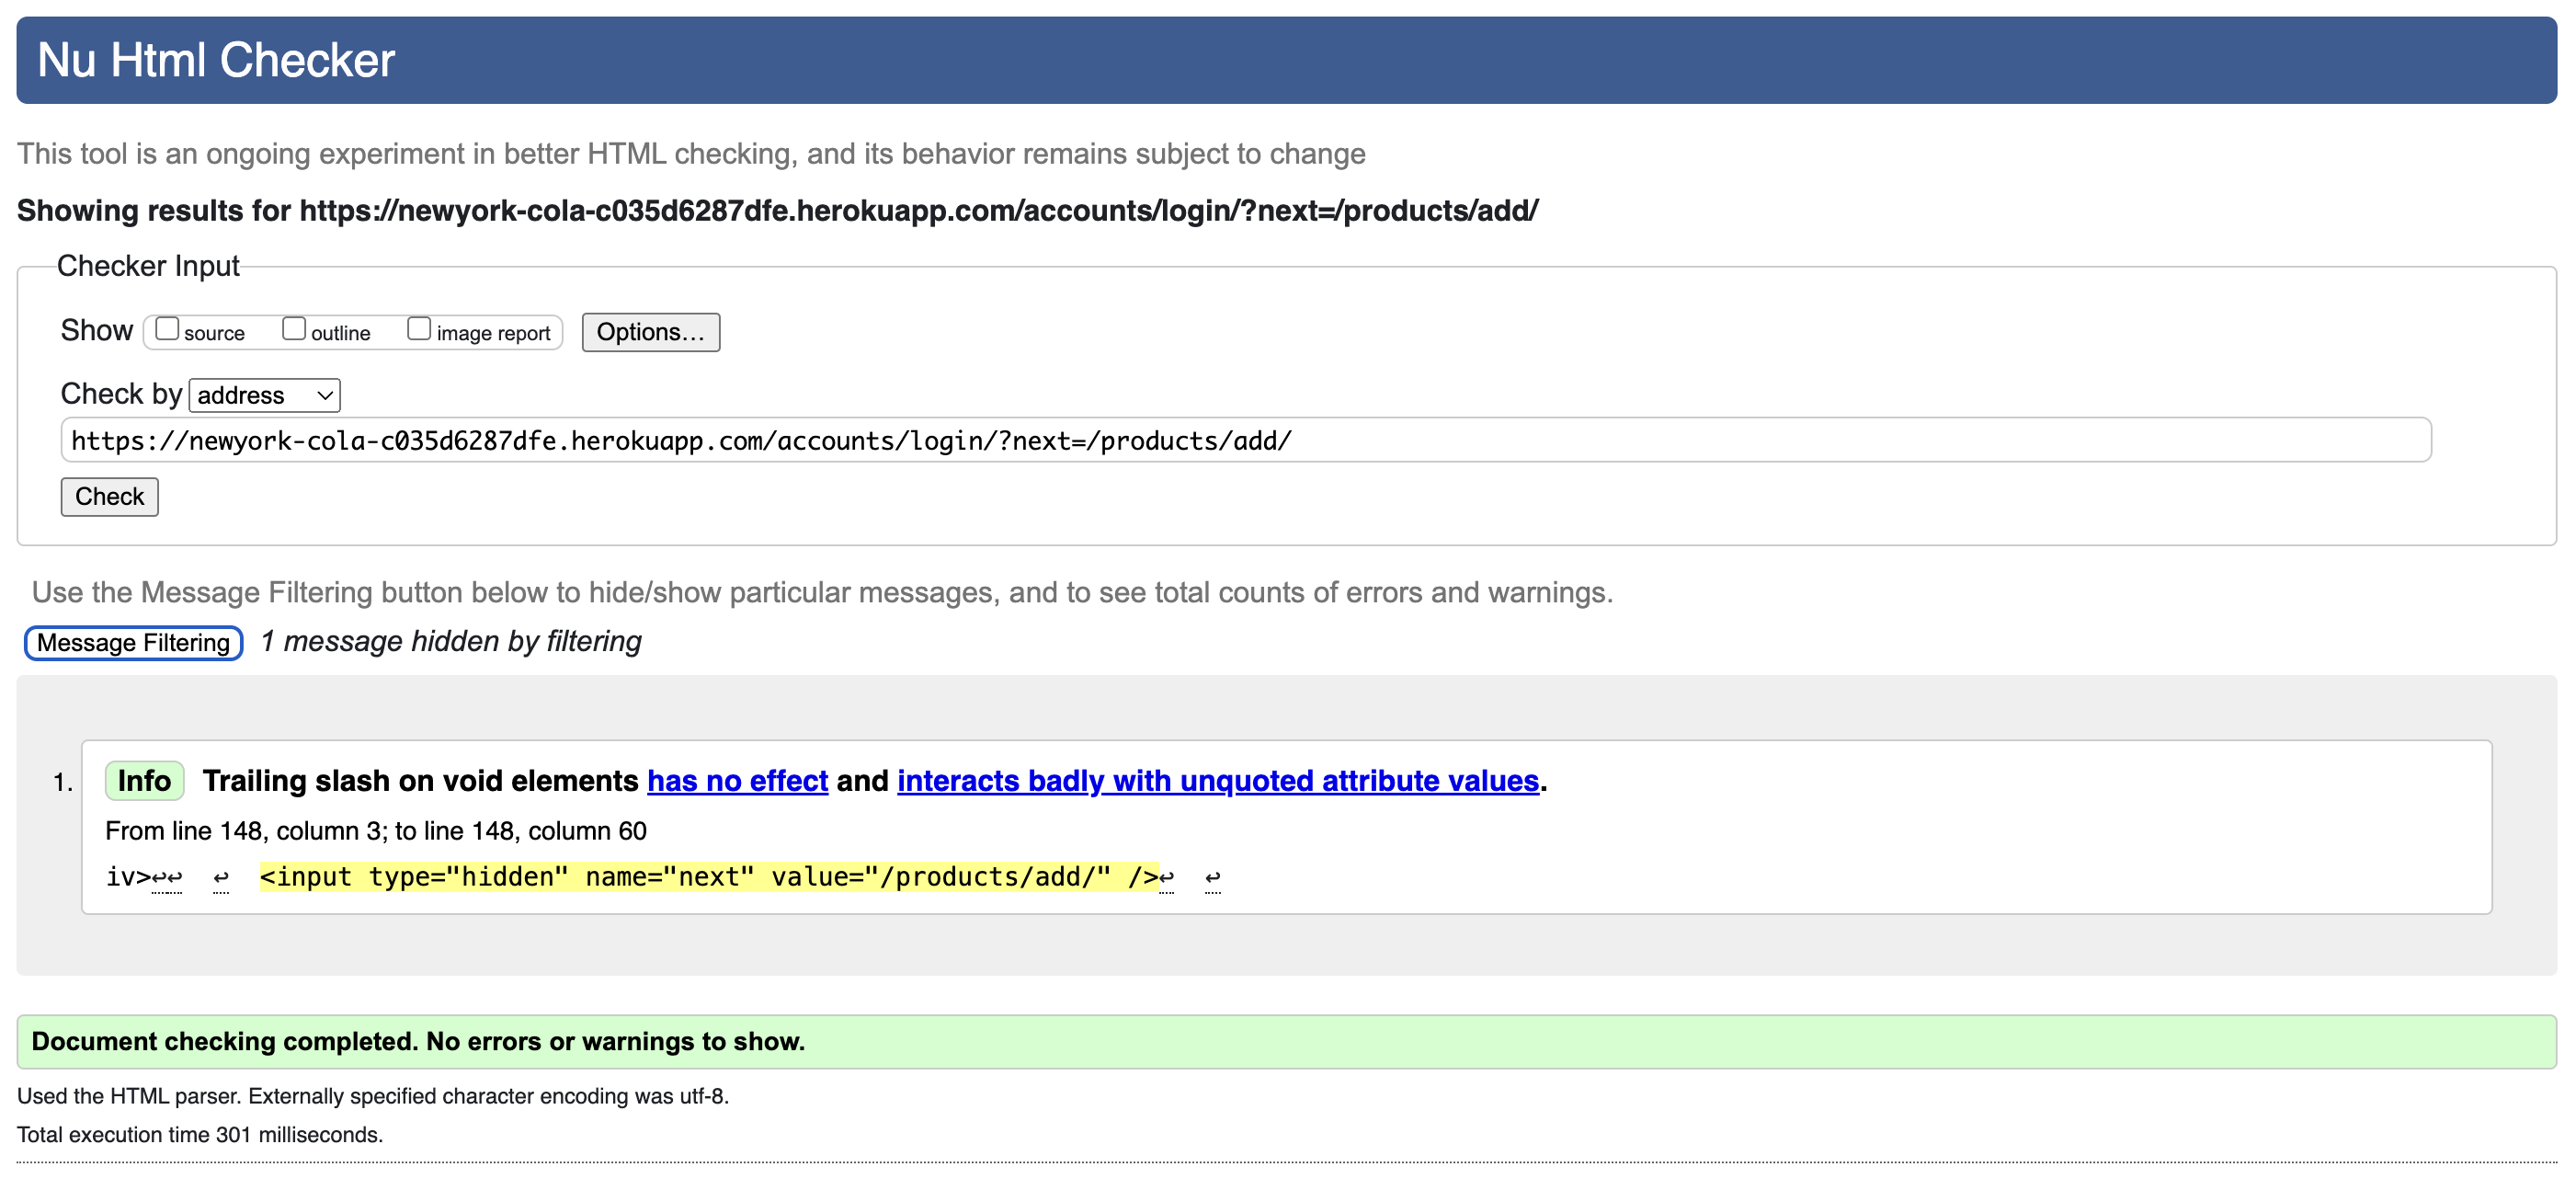 Nu Html Checker
This tool is an ongoing experiment in better HTML checking, and its behavior remains subject to change
Showing results for https://newyork-cola-c035d6287dfe.herokuapp.com/accounts/login/?next=/products/add/
Checker Input
Show source outline image report Options…
Check by address
https://newyork-cola-c035d6287dfe.herokuapp.com/accounts/login/?next=/products/add/
Check
Use the Message Filtering button below to hide/show particular messages, and to see total counts of errors and warnings.
Message Filtering 1 message hidden by filtering
1. Info Trailing slash on void elements has no effect and interacts badly with unquoted attribute values.
From line 148, column 3; to line 148, column 60
iv>↩↩ ↩ <input type="hidden" name="next" value="/products/add/" />↩ ↩
Document checking completed. No errors or warnings to show.
Used the HTML parser. Externally specified character encoding was utf-8.
Total execution time 301 milliseconds.